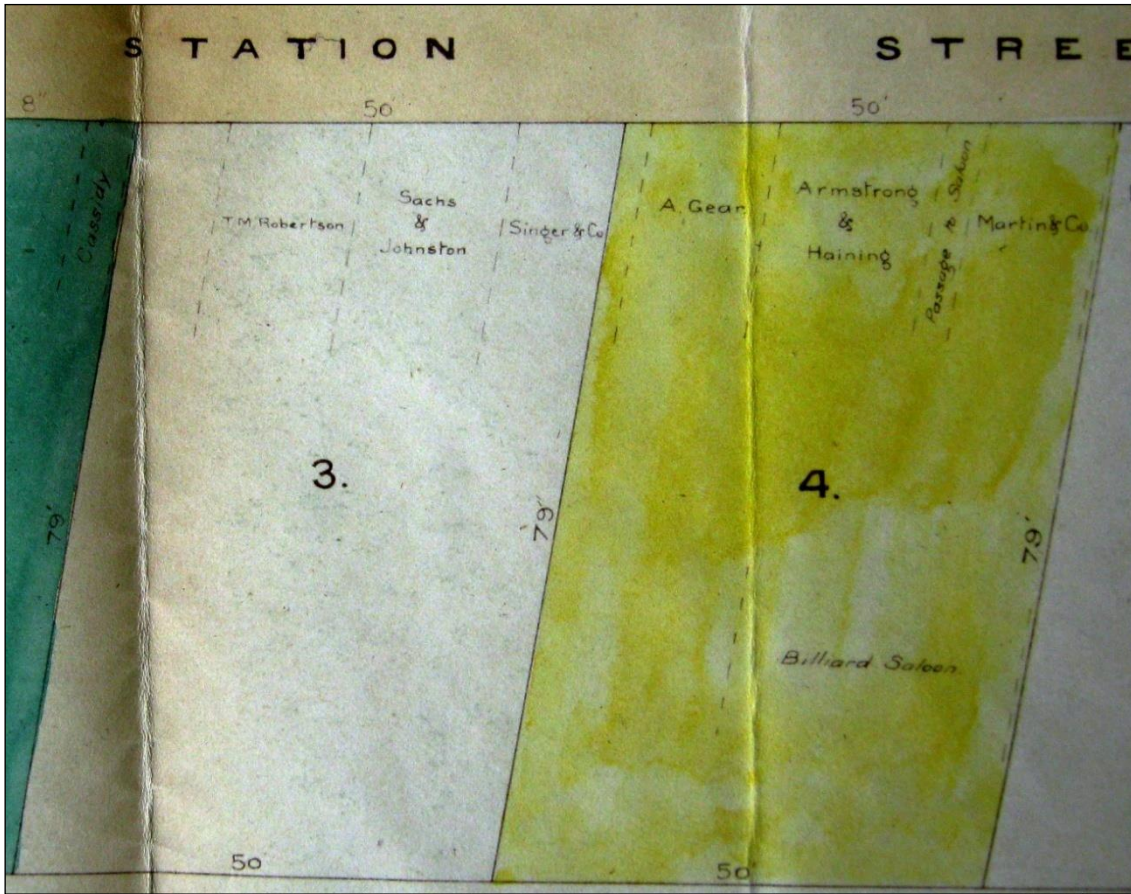 STATION STREE
8"
50'
50'
Cassidy
T.M. Robertson
Sachs
&
Johnston
Singer & Co
A. Gear
Armstrong
&
Haining
Passage to Saloon
Martin & Co.
3.
4.
79'
79'
79'
Billiard Saloon
50
50'